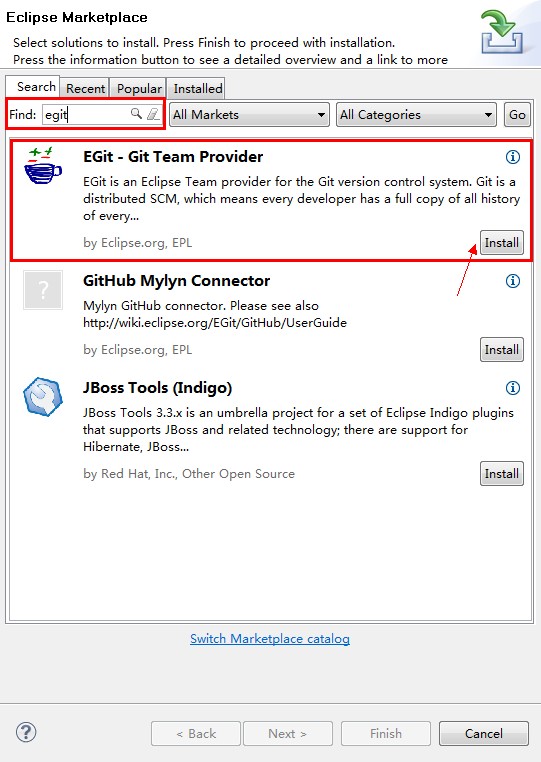 Eclipse Marketplace
Select solutions to install. Press Finish to proceed with installation.
Press the information button to see a detailed overview and a link to more
Search Recent Popular Installed
Find: egit All Markets All Categories Go
EGit - Git Team Provider
EGit is an Eclipse Team provider for the Git version control system. Git is a
distributed SCM, which means every developer has a full copy of all history
of every...
by Eclipse.org, EPL Install
?
GitHub Mylyn Connector
Mylyn GitHub connector. Please see also
http://wiki.eclipse.org/EGit/GitHub/UserGuide
by Eclipse.org, EPL Install
JBoss Tools (Indigo)
JBoss Tools 3.3.x is an umbrella project for a set of Eclipse Indigo plugins
that supports JBoss and related technology; there are support for
Hibernate, JBoss...
by Red Hat, Inc., Other Open Source Install
Switch Marketplace catalog
? < Back Next > Finish Cancel